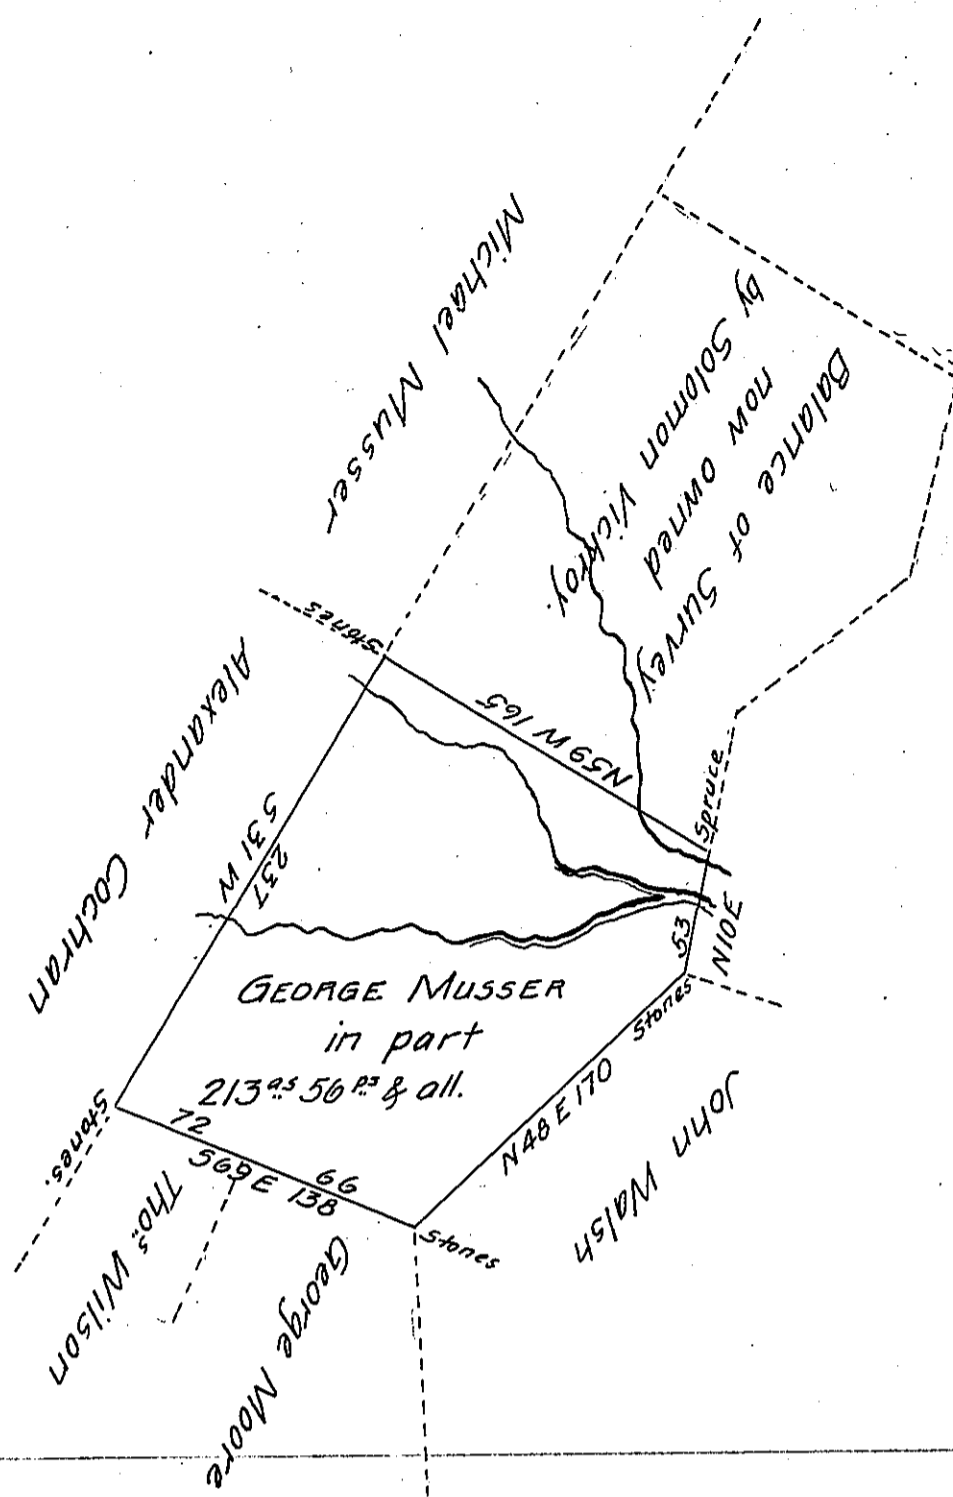 Michael Musser
Balance of Survey
now owned
by Solomon Vickroy.
Stones
N59W 165
Spruce
Alexander Cochran
S 31 W
237
53
N10E
GEORGE MUSSER
in part
213 as 56 ps & all.
Stones
N48E 170
John Walsh
Stones.
72
66
S69E 138
Stones
Thos Wilson
George Moore